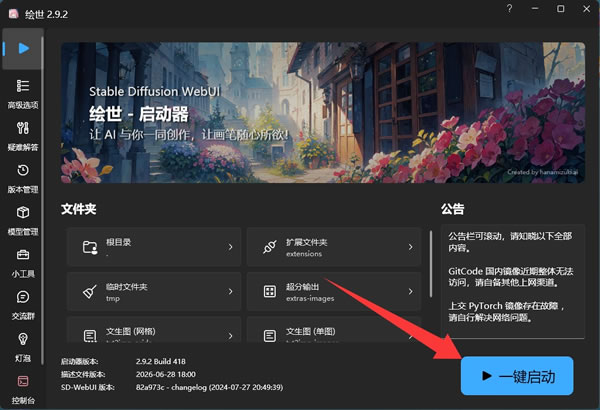 绘世 2.9.2
?
高级选项
疑难解答
版本管理
模型管理
小工具
交流群
灯泡
控制台
Stable Diffusion WebUI
绘世 - 启动器
让 AI 与你一同创作，让画笔随心所欲!
Created by hanamizukiai
文件夹
根目录
.
扩展文件夹
extensions
临时文件夹
tmp
超分输出
extras-images
文生图 (网格)
文生图 (单图)
公告
公告栏可滚动，请知晓以下全部
内容。
GitCode 国内镜像近期整体无法
访问，请自备其他上网渠道。
上交 PyTorch 镜像存在故障，
请自行解决网络问题。
启动器版本: 2.9.2 Build 418
描述文件版本: 2026-06-28 18:00
SD-WebUI 版本: 82a973c - changelog (2024-07-27 20:49:39)
一键启动